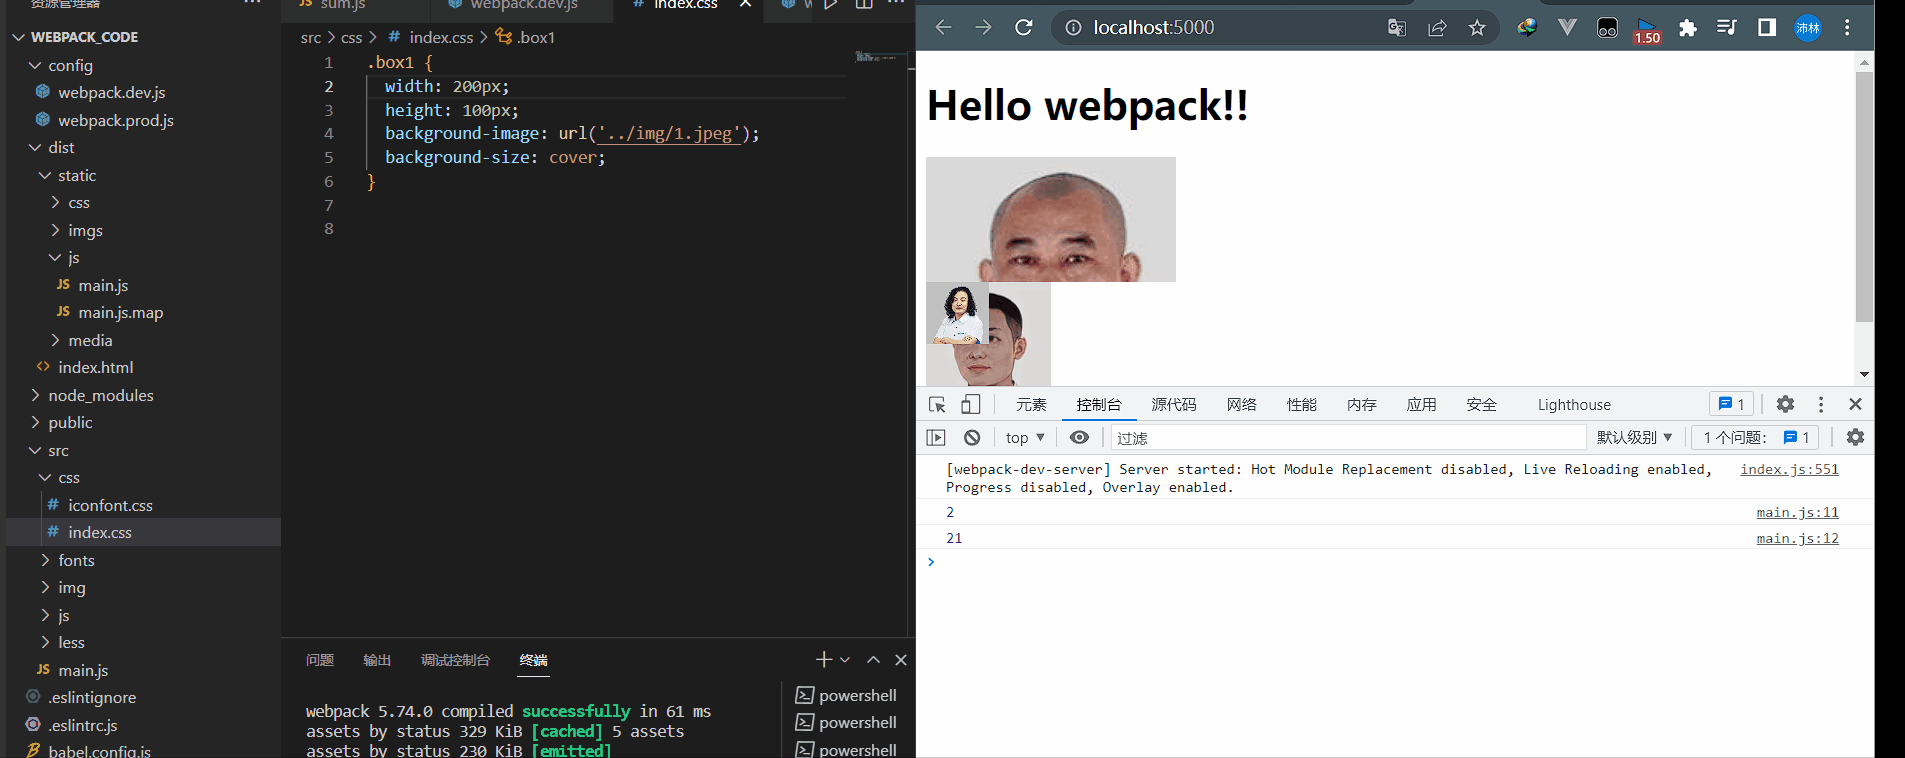 资源管理器
WEBPACK_CODE
config
webpack.dev.js
webpack.prod.js
dist
static
css
imgs
js
JS main.js
JS main.js.map
media
<> index.html
node_modules
public
src
css
# iconfont.css
# index.css
fonts
img
js
less
JS main.js
.eslintignore
.eslintrc.js
babel.config.js
JS sum.js
webpack.dev.js
# index.css
src > css > # index.css > .box1
1 .box1 {
2 width: 200px;
3 height: 100px;
4 background-image: url('../img/1.jpeg');
5 background-size: cover;
6 }
7
8
问题 输出 调试控制台 终端
webpack 5.74.0 compiled successfully in 61 ms
assets by status 329 KiB [cached] 5 assets
assets by status 230 KiB [emitted]
powershell
powershell
powershell
localhost:5000
1.50
沛林
Hello webpack!!
元素 控制台 源代码 网络 性能 内存 应用 安全 Lighthouse 1
top 过滤 默认级别 1 个问题: 1
[webpack-dev-server] Server started: Hot Module Replacement disabled, Live Reloading enabled, index.js:551
Progress disabled, Overlay enabled.
2 main.js:11
21 main.js:12